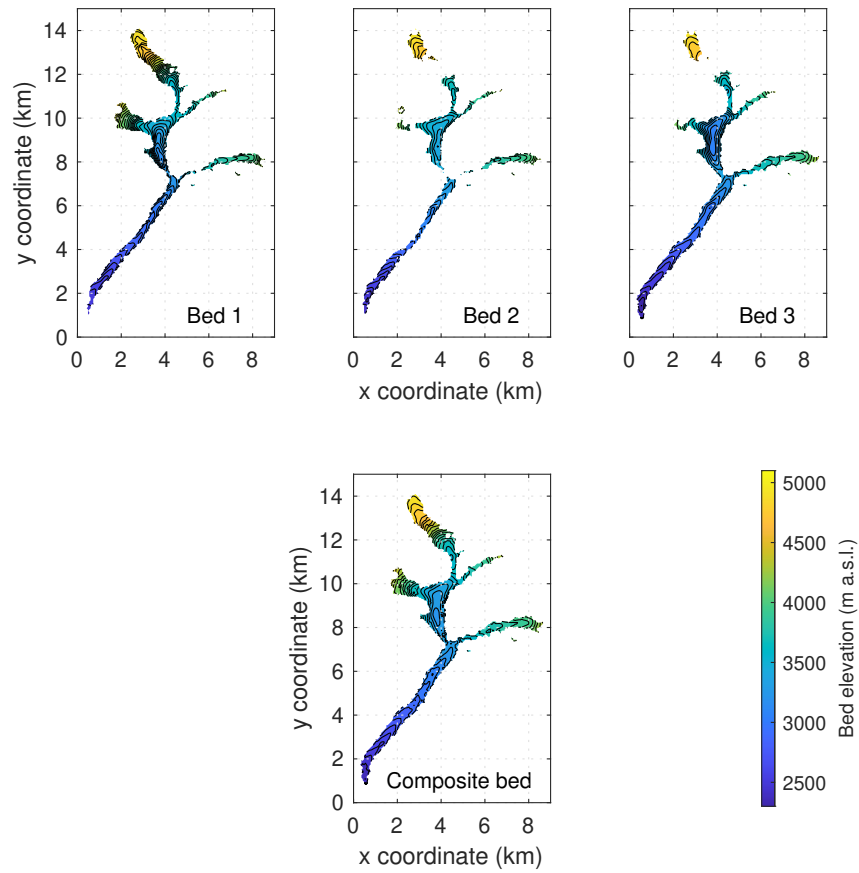 14
12
10
8
6
4
2
0
y coordinate (km)
Bed 1
0 2 4 6 8
Bed 2
0 2 4 6 8
x coordinate (km)
Bed 3
0 2 4 6 8
14
12
10
8
6
4
2
0
y coordinate (km)
Composite bed
0 2 4 6 8
x coordinate (km)
5000
4500
4000
3500
3000
2500
Bed elevation (m a.s.l.)